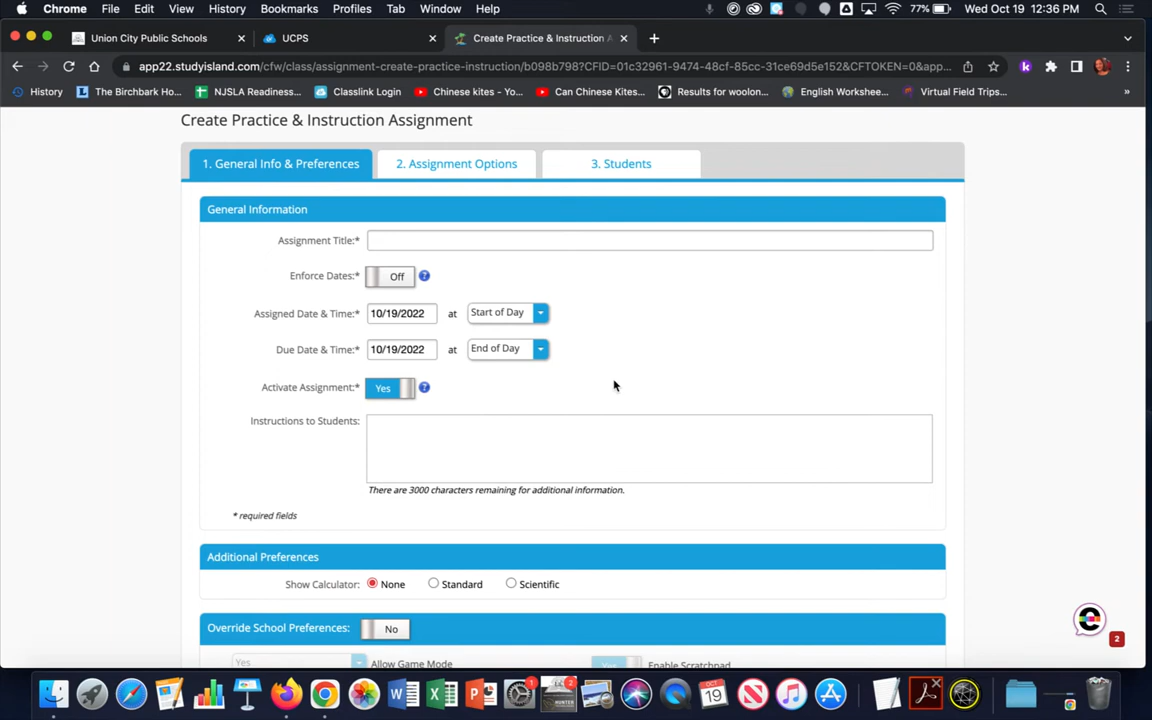 Chrome File Edit View History Bookmarks Profiles Tab Window Help 77% Wed Oct 19 12:36 PM
Union City Public Schools UCPS Create Practice & Instruction A
app22.studyisland.com/cfw/class/assignment-create-practice-instruction/b098b798?CFID=01c32961-9474-48cf-85cc-31ce69d5e152&CFTOKEN=0&app...
History The Birchbark Ho... NJSLA Readiness... Classlink Login Chinese kites - Yo... Can Chinese Kites... Results for woolon... English Workshee... Virtual Field Trips... »
Create Practice & Instruction Assignment
1. General Info & Preferences 2. Assignment Options 3. Students
General Information
Assignment Title:*
Enforce Dates:* Off ?
Assigned Date & Time:* 10/19/2022 at Start of Day
Due Date & Time:* 10/19/2022 at End of Day
Activate Assignment:* Yes ?
Instructions to Students:
There are 3000 characters remaining for additional information.
* required fields
Additional Preferences
Show Calculator: None Standard Scientific
Override School Preferences: No
Yes Allow Game Mode Yes Enable Scratchpad
2
1 2 OCT 19